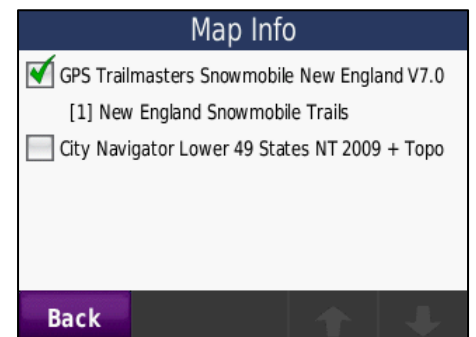 Map Info
GPS Trailmasters Snowmobile New England V7.0
[1] New England Snowmobile Trails
City Navigator Lower 49 States NT 2009 + Topo
Back